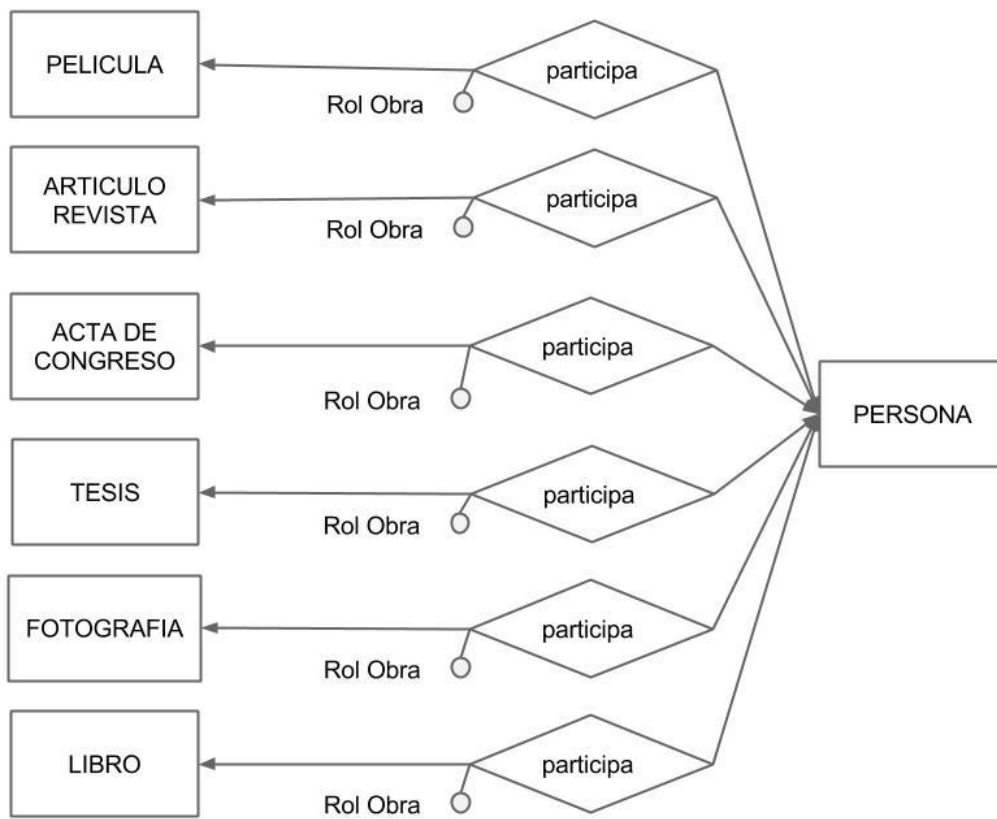 PELICULA
participa
Rol Obra
ARTICULO
REVISTA
participa
Rol Obra
ACTA DE
CONGRESO
participa
Rol Obra
PERSONA
TESIS
participa
Rol Obra
FOTOGRAFIA
participa
Rol Obra
LIBRO
participa
Rol Obra